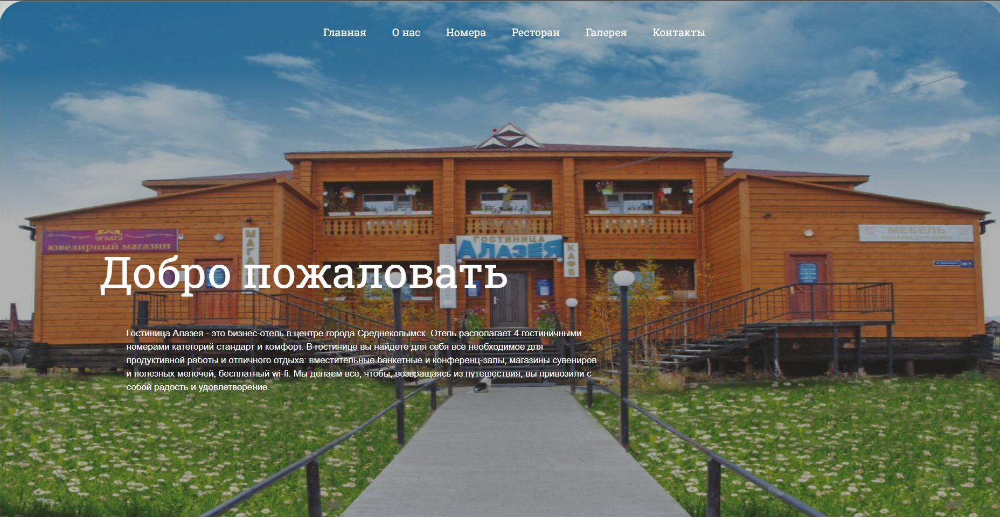 Главная О нас Номера Ресторан Галерея Контакты
ювелирный магазин
МАГА
ГОСТИНИЦА
АЛАЗЕЯ
КАФЕ
МЕБЕЛЬ
ТОВАРЫ ДЛЯ ДОМА
Добро пожаловать
Гостиница Алазея - это бизнес-отель в центре города Среднеколымск. Отель располагает 4 гостиничными
номерами категорий стандарт и комфорт. В гостинице вы найдете для себя всё необходимое для
продуктивной работы и отличного отдыха: вместительные банкетные и конференц-залы, магазины сувениров
и полезных мелочей, бесплатный wi-fi. Мы делаем всё, чтобы, возвращаясь из путешествия, вы привозили с
собой радость и удовлетворение.